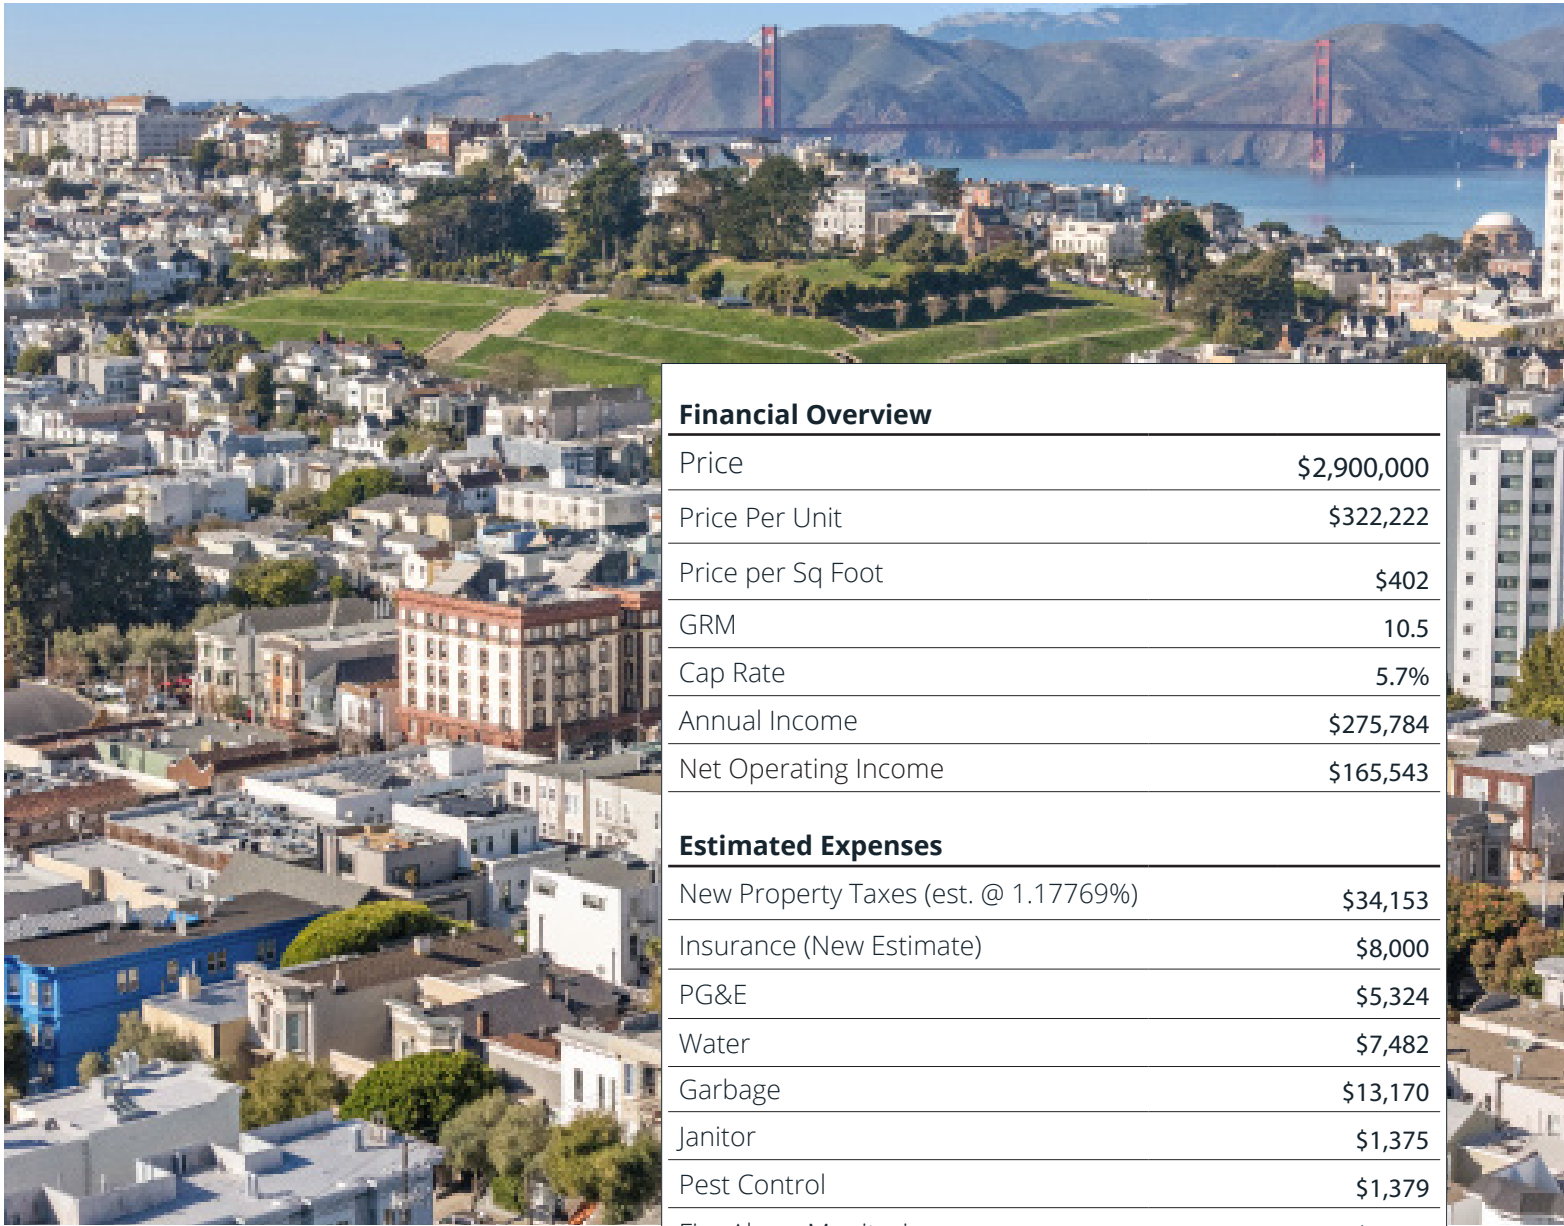 Financial Overview
Price $2,900,000
Price Per Unit $322,222
Price per Sq Foot $402
GRM 10.5
Cap Rate 5.7%
Annual Income $275,784
Net Operating Income $165,543
Estimated Expenses
New Property Taxes (est. @ 1.17769%) $34,153
Insurance (New Estimate) $8,000
PG&E $5,324
Water $7,482
Garbage $13,170
Janitor $1,375
Pest Control $1,379